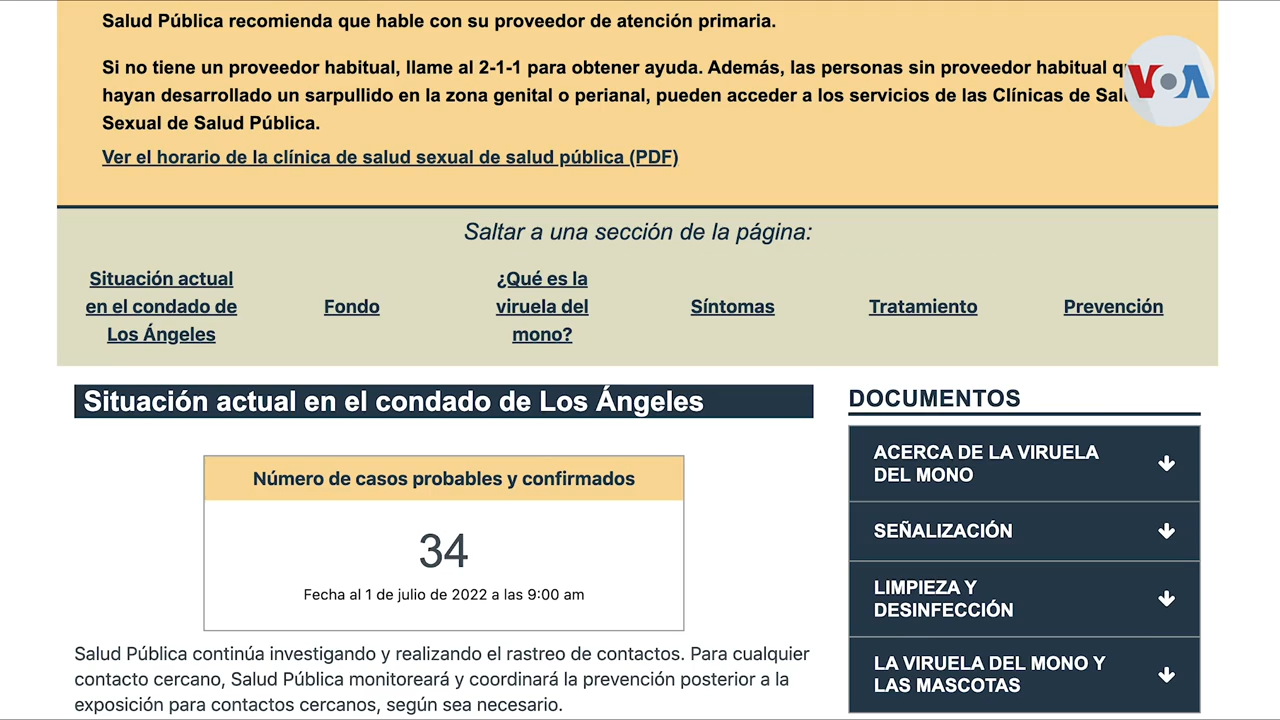 Salud Pública recomienda que hable con su proveedor de atención primaria.
Si no tiene un proveedor habitual, llame al 2-1-1 para obtener ayuda. Además, las personas sin proveedor habitual
hayan desarrollado un sarpullido en la zona genital o perianal, pueden acceder a los servicios de las Clínicas de
Sexual de Salud Pública.
Ver el horario de la clínica de salud sexual de salud pública (PDF)
VOA
Saltar a una sección de la página:
Situación actual
en el condado de
Los Ángeles
Fondo
¿Qué es la
viruela del
mono?
Síntomas
Tratamiento
Prevención
Situación actual en el condado de Los Ángeles
Número de casos probables y confirmados
34
Fecha al 1 de julio de 2022 a las 9:00 am
Salud Pública continúa investigando y realizando el rastreo de contactos. Para cualquier
contacto cercano, Salud Pública monitoreará y coordinará la prevención posterior a la
exposición para contactos cercanos, según sea necesario.
DOCUMENTOS
ACERCA DE LA VIRUELA
DEL MONO
SEÑALIZACIÓN
LIMPIEZA Y
DESINFECCIÓN
LA VIRUELA DEL MONO Y
LAS MASCOTAS